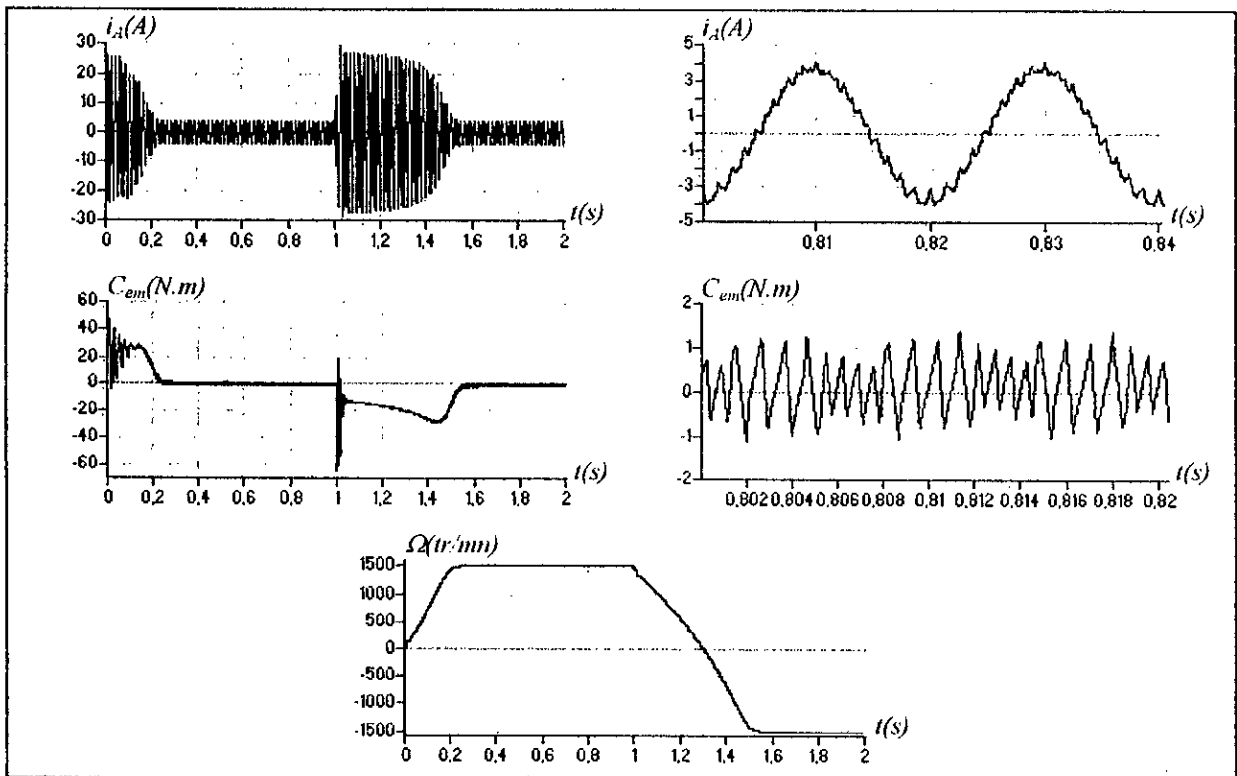 i_A(A)
30
20
10
0
-10
-20
-30
0 0,2 0,4 0,6 0,8 1 1,2 1,4 1,6 1,8 2
t(s)
i_A(A)
5
3
1
-1
-3
-5
0,81 0,82 0,83 0,84
t(s)
C_em(N.m)
60
40
20
0
-20
-40
-60
0 0,2 0,4 0,6 0,8 1 1,2 1,4 1,6 1,8 2
t(s)
C_em(N.m)
2
1
0
-1
-2
0,802 0,804 0,806 0,808 0,81 0,812 0,814 0,816 0,818 0,82
t(s)
Ω(tr/mn)
1500
1000
500
0
-500
-1000
-1500
0 0,2 0,4 0,6 0,8 1 1,2 1,4 1,6 1,8 2
t(s)